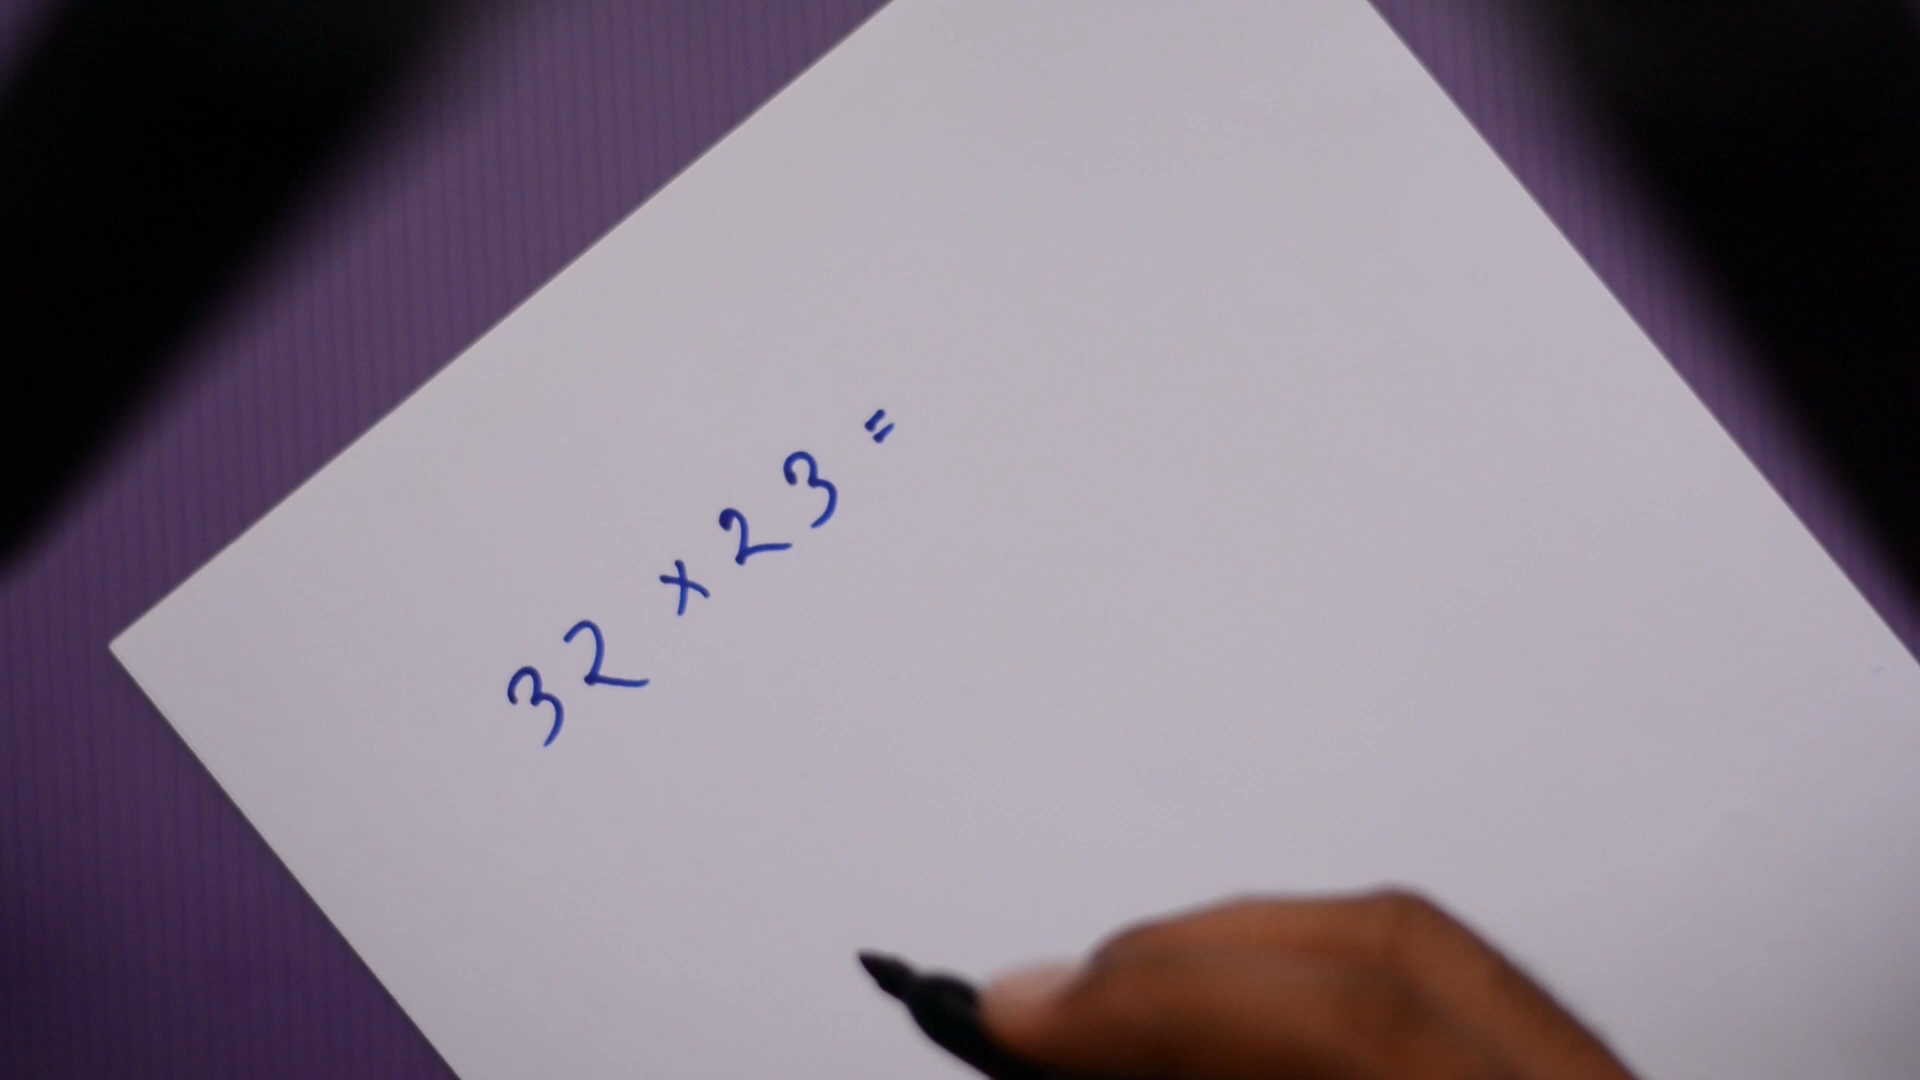 32 × 23 =